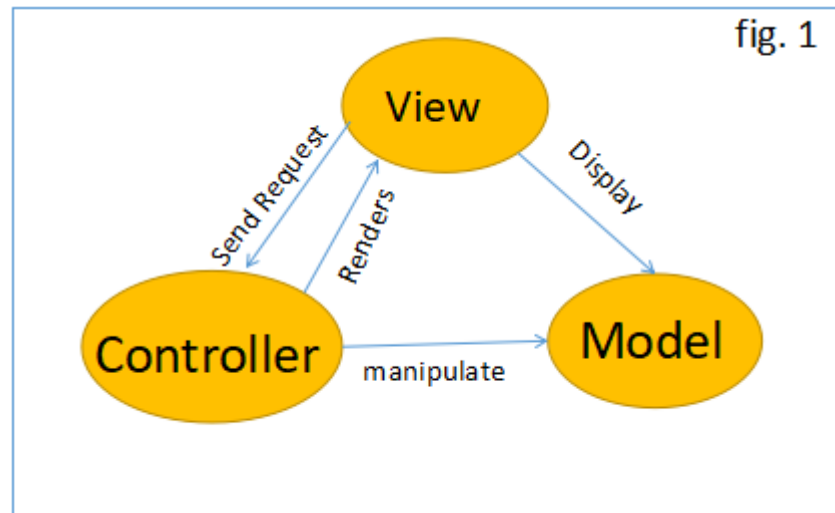 fig. 1
View
Send Request
Renders
Display
Controller
manipulate
Model